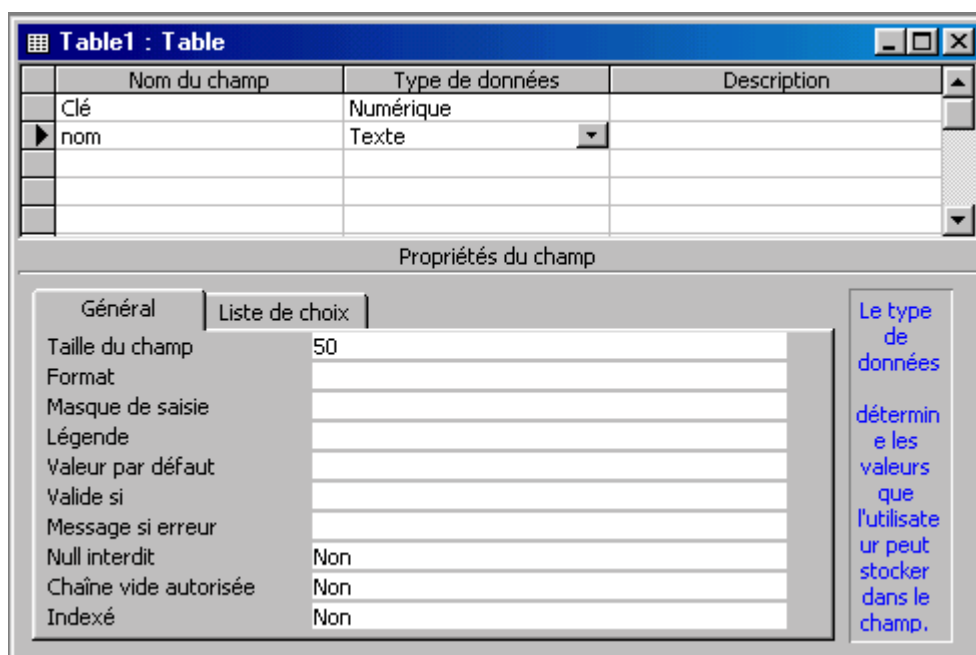 Table1 : Table
Nom du champ Type de données Description
Clé Numérique
nom Texte
Propriétés du champ
Général Liste de choix
Taille du champ 50
Format
Masque de saisie
Légende
Valeur par défaut
Valide si
Message si erreur
Null interdit Non
Chaîne vide autorisée Non
Indexé Non
Le type
de
données
détermin
e les
valeurs
que
l'utilisate
ur peut
stocker
dans le
champ.